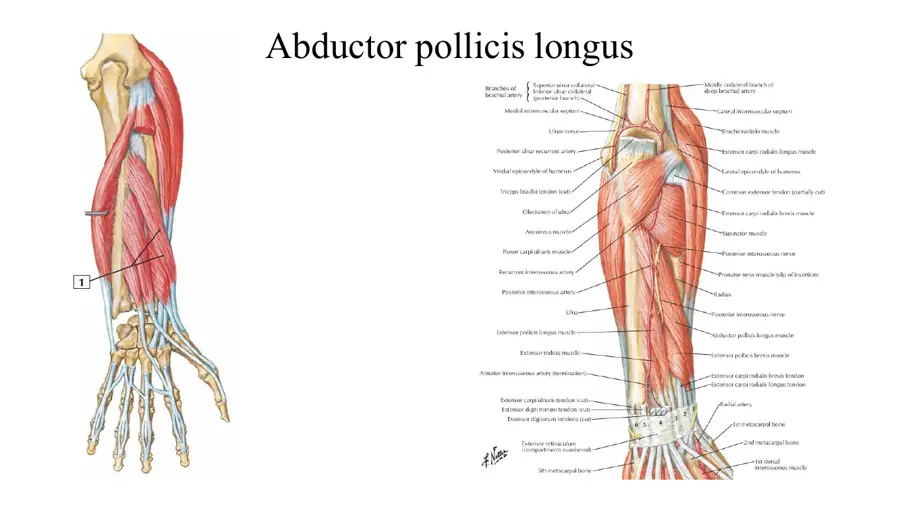 Abductor pollicis longus
1
Branches of
brachial artery
Superior ulnar collateral
Inferior ulnar collateral
(posterior branch)
Medial intermuscular septum
Ulnar nerve
Posterior ulnar recurrent artery
Medial epicondyle of humerus
Triceps brachii tendon (cut)
Olecranon of ulna
Anconeus muscle
Flexor carpi ulnaris muscle
Recurrent interosseous artery
Posterior interosseous artery
Ulna
Extensor pollicis longus muscle
Extensor indicis muscle
Anterior interosseous artery (termination)
Extensor carpi ulnaris tendon (cut)
Extensor digiti minimi tendon (cut)
Extensor digitorum tendons (cut)
Extensor retinaculum
(compartments numbered)
5th metacarpal bone
Middle collateral branch of
deep brachial artery
Lateral intermuscular septum
Brachioradialis muscle
Extensor carpi radialis longus muscle
Lateral epicondyle of humerus
Common extensor tendon (partially cut)
Extensor carpi radialis brevis muscle
Supinator muscle
Posterior interosseous nerve
Pronator teres muscle (slip of insertion)
Radius
Posterior interosseous nerve
Abductor pollicis longus muscle
Extensor pollicis brevis muscle
Extensor carpi radialis brevis tendon
Extensor carpi radialis longus tendon
Radial artery
1st metacarpal bone
2nd metacarpal bone
1st dorsal
interosseous muscle
6 5 4 3 2 1
F. Netter